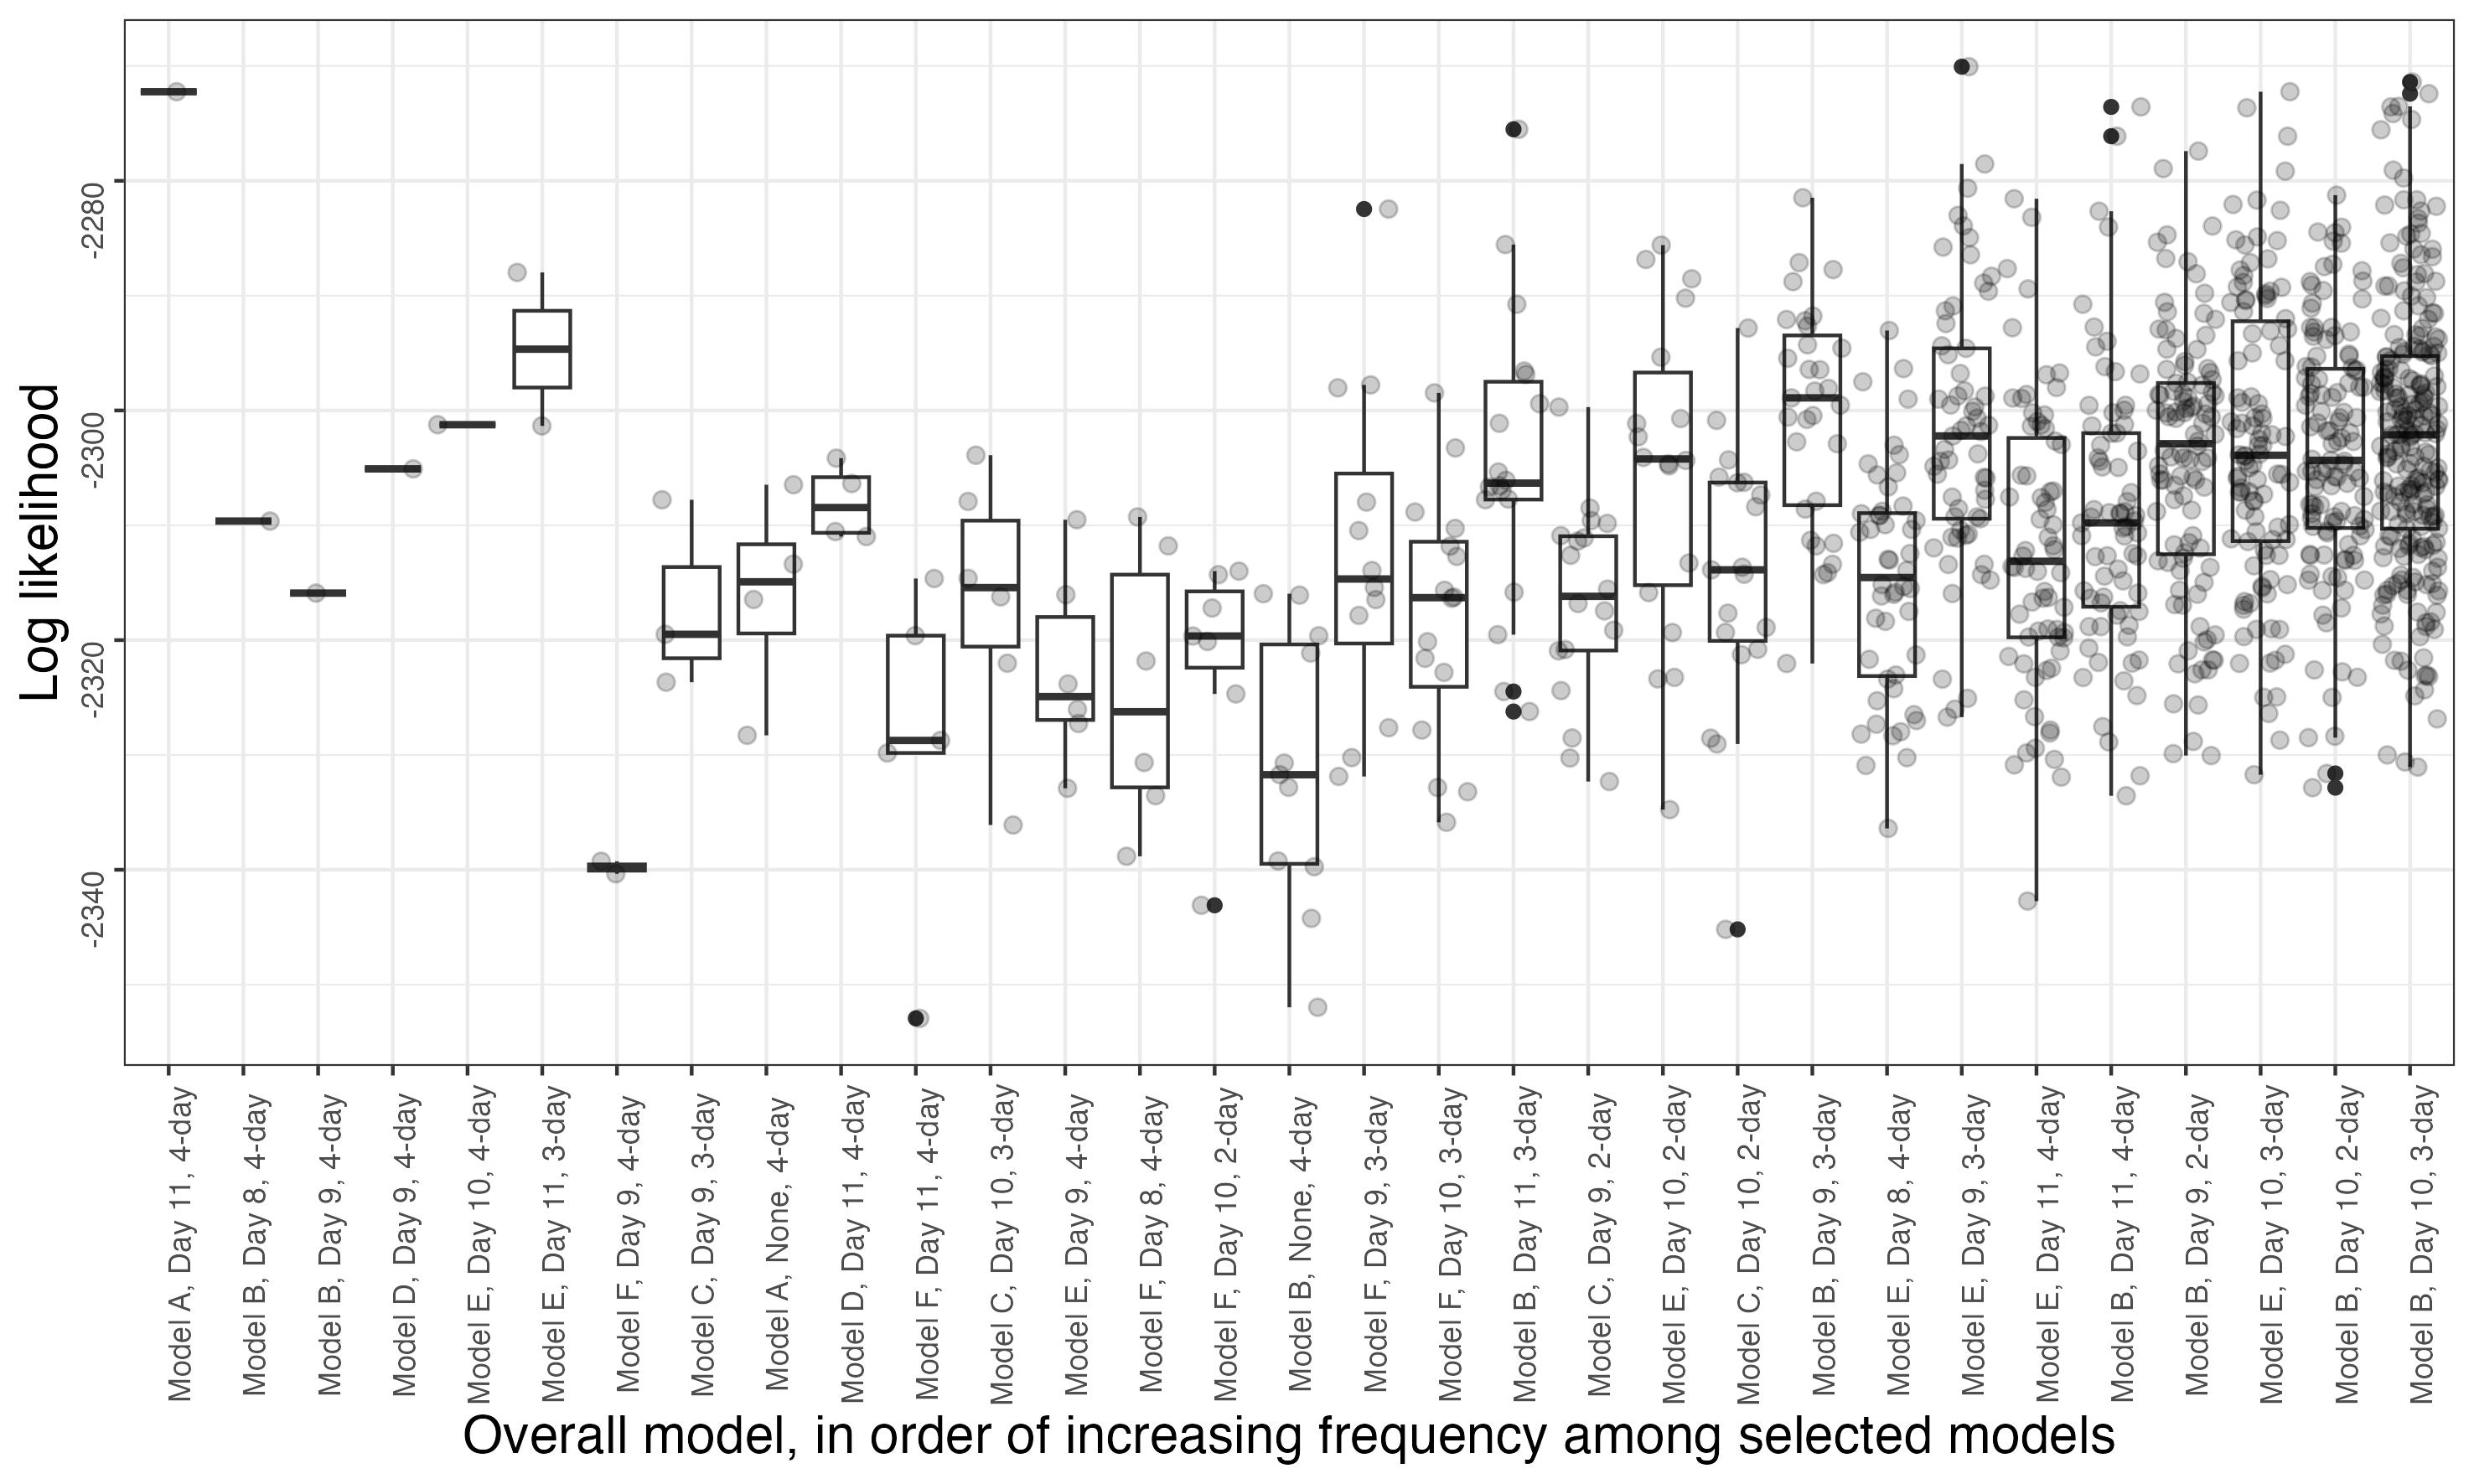 Log likelihood
-2280
-2300
-2320
-2340
Model A, Day 11, 4-day
Model B, Day 8, 4-day
Model B, Day 9, 4-day
Model D, Day 9, 4-day
Model E, Day 10, 4-day
Model E, Day 11, 3-day
Model F, Day 9, 4-day
Model C, Day 9, 3-day
Model A, None, 4-day
Model D, Day 11, 4-day
Model F, Day 11, 4-day
Model C, Day 10, 3-day
Model E, Day 9, 4-day
Model F, Day 8, 4-day
Model F, Day 10, 2-day
Model B, None, 4-day
Model F, Day 9, 3-day
Model F, Day 10, 3-day
Model B, Day 11, 3-day
Model C, Day 9, 2-day
Model E, Day 10, 2-day
Model C, Day 10, 2-day
Model B, Day 9, 3-day
Model E, Day 8, 4-day
Model E, Day 9, 3-day
Model E, Day 11, 4-day
Model B, Day 11, 4-day
Model B, Day 9, 2-day
Model E, Day 10, 3-day
Model B, Day 10, 2-day
Model B, Day 10, 3-day
Overall model, in order of increasing frequency among selected models